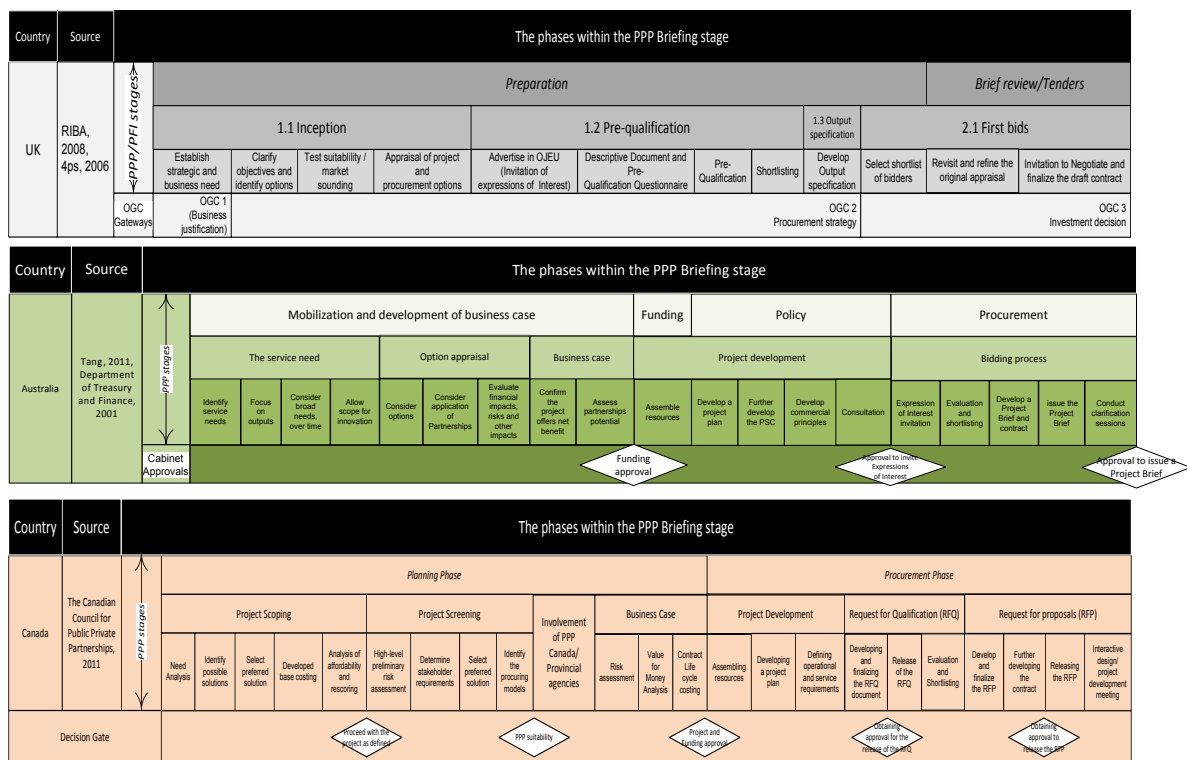 Country
Source
The phases within the PPP Briefing stage
UK
RIBA,
2008,
4ps, 2006
PPP/PFI stages
Preparation
Brief review/Tenders
1.1 Inception
1.2 Pre-qualification
1.3 Output
specification
2.1 First bids
Establish
strategic and
business need
Clarify
objectives and
identify options
Test suitablility /
market
sounding
Appraisal of project
and
procurement options
Advertise in OJEU
(Invitation of
expressions of Interest)
Descriptive Document and
Pre-
Qualification Questionnaire
Pre-
Qualification
Shortlisting
Develop
Output
specification
Select shortlist
of bidders
Revisit and refine the
original appraisal
Invitation to Negotiate and
finalize the draft contract
OGC
Gateways
OGC 1
(Business
justification)
OGC 2
Procurement strategy
OGC 3
Investment decision
Country
Source
The phases within the PPP Briefing stage
Australia
Tang, 2011,
Department
of Treasury
and Finance,
2001
PPP stages
Mobilization and development of business case
Funding
Policy
Procurement
The service need
Option appraisal
Business case
Project development
Bidding process
Identify
service
needs
Focus
on
outputs
Consider
broad
needs,
over time
Allow
scope for
innovation
Consider
options
Consider
application
of
Partnerships
Evaluate
financial
impacts,
risks and
other
impacts
Confirm
the
project
offers net
benefit
Assess
partnerships
potential
Assemble
resources
Develop a
project
plan
Further
develop
the PSC
Develop
commercial
principles
Consultation
Expression
of Interest
invitation
Evaluation
and
shortlisting
Develop a
Project
Brief and
contract
issue the
Project
Brief
Conduct
clarification
sessions
Cabinet
Approvals
Funding
approval
Approval to invite
Expressions
of Interest
Approval to issue a
Project Brief
Country
Source
The phases within the PPP Briefing stage
Canada
The Canadian
Council for
Public Private
Partnerships,
2011
PPP stages
Planning Phase
Procurement Phase
Project Scoping
Project Screening
Involvement
of PPP
Canada/
Provincial
agencies
Business Case
Project Development
Request for Qualification (RFQ)
Request for proposals (RFP)
Need
Analysis
Identify
possible
solutions
Select
preferred
solution
Developed
base costing
Analysis of
affordability
and
rescoring
High-level
preliminary
risk
assessment
Determine
stakeholder
requirements
Select
preferred
solution
Identify
the
procuring
models
Risk
assessment
Value
for
Money
Analysis
Contract
Life
cycle
costing
Assembling
resources
Developing
a project
plan
Defining
operational
and service
requirements
Developing
and
finalizing
the RFQ
document
Release
of the
RFQ
Evaluation
and
Shortlisting
Develop
and
finalize
the RFP
Further
developing
the
contract
Releasing
the RFP
Interactive
design/
project
development
meeting
Decision Gate
Proceed with the
project as defined
PPP suitability
Project and
Funding approval
Obtaining
approval for the
release of the RFQ
Obtaining
approval to
release the RFP